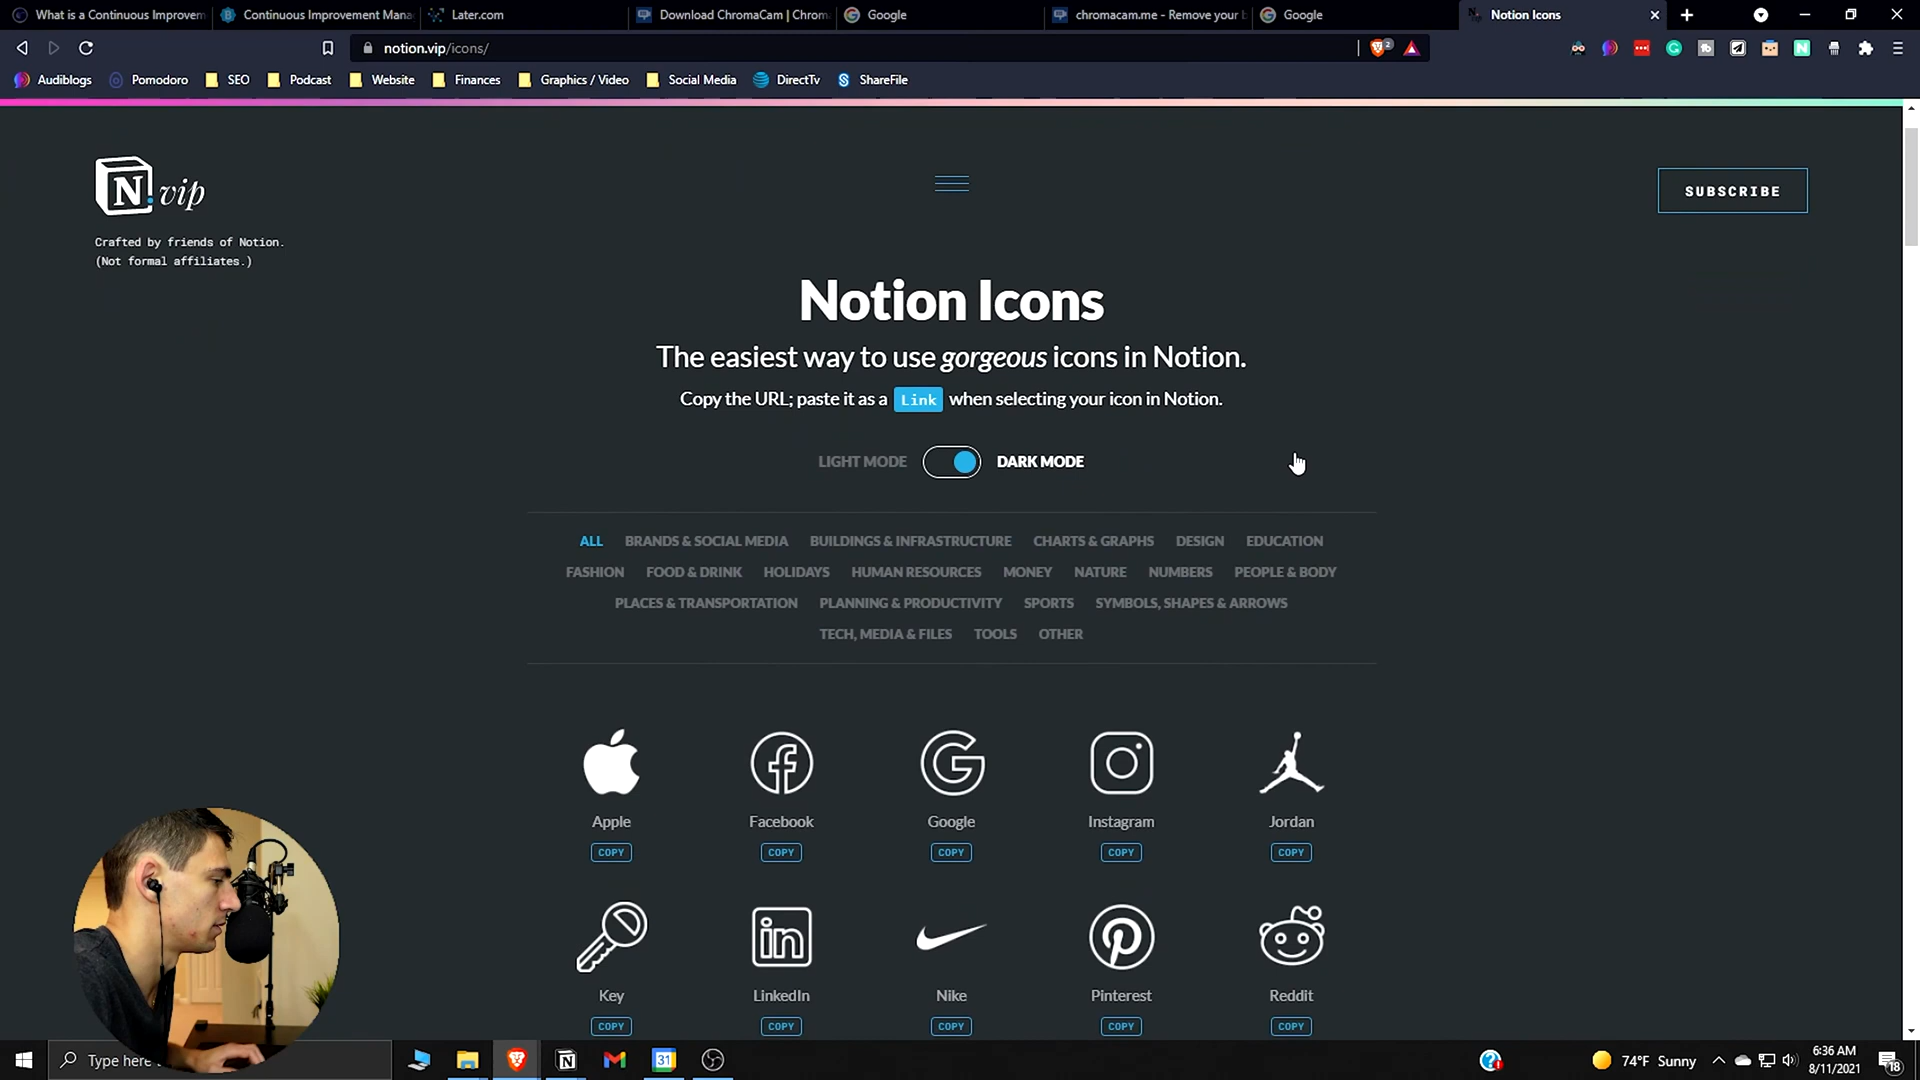 What is a Continuous Improvem
Continuous Improvement Mana
Later.com
Download ChromaCam | Chrom
Google
chromacam.me - Remove your b
Google
Notion Icons
notion.vip/icons/
2
Audiblogs
Pomodoro
SEO
Podcast
Website
Finances
Graphics / Video
Social Media
DirectTv
ShareFile
N.vip
SUBSCRIBE
Crafted by friends of Notion.
(Not formal affiliates.)
Notion Icons
The easiest way to use gorgeous icons in Notion.
Copy the URL; paste it as a Link when selecting your icon in Notion.
LIGHT MODE DARK MODE
ALL BRANDS & SOCIAL MEDIA BUILDINGS & INFRASTRUCTURE CHARTS & GRAPHS DESIGN EDUCATION
FASHION FOOD & DRINK HOLIDAYS HUMAN RESOURCES MONEY NATURE NUMBERS PEOPLE & BODY
PLACES & TRANSPORTATION PLANNING & PRODUCTIVITY SPORTS SYMBOLS, SHAPES & ARROWS
TECH, MEDIA & FILES TOOLS OTHER
Apple Facebook Google Instagram Jordan
COPY COPY COPY COPY COPY
in
Key LinkedIn Nike Pinterest Reddit
COPY COPY COPY COPY COPY
Type here
31
74°F Sunny
6:36 AM
8/11/2021
18